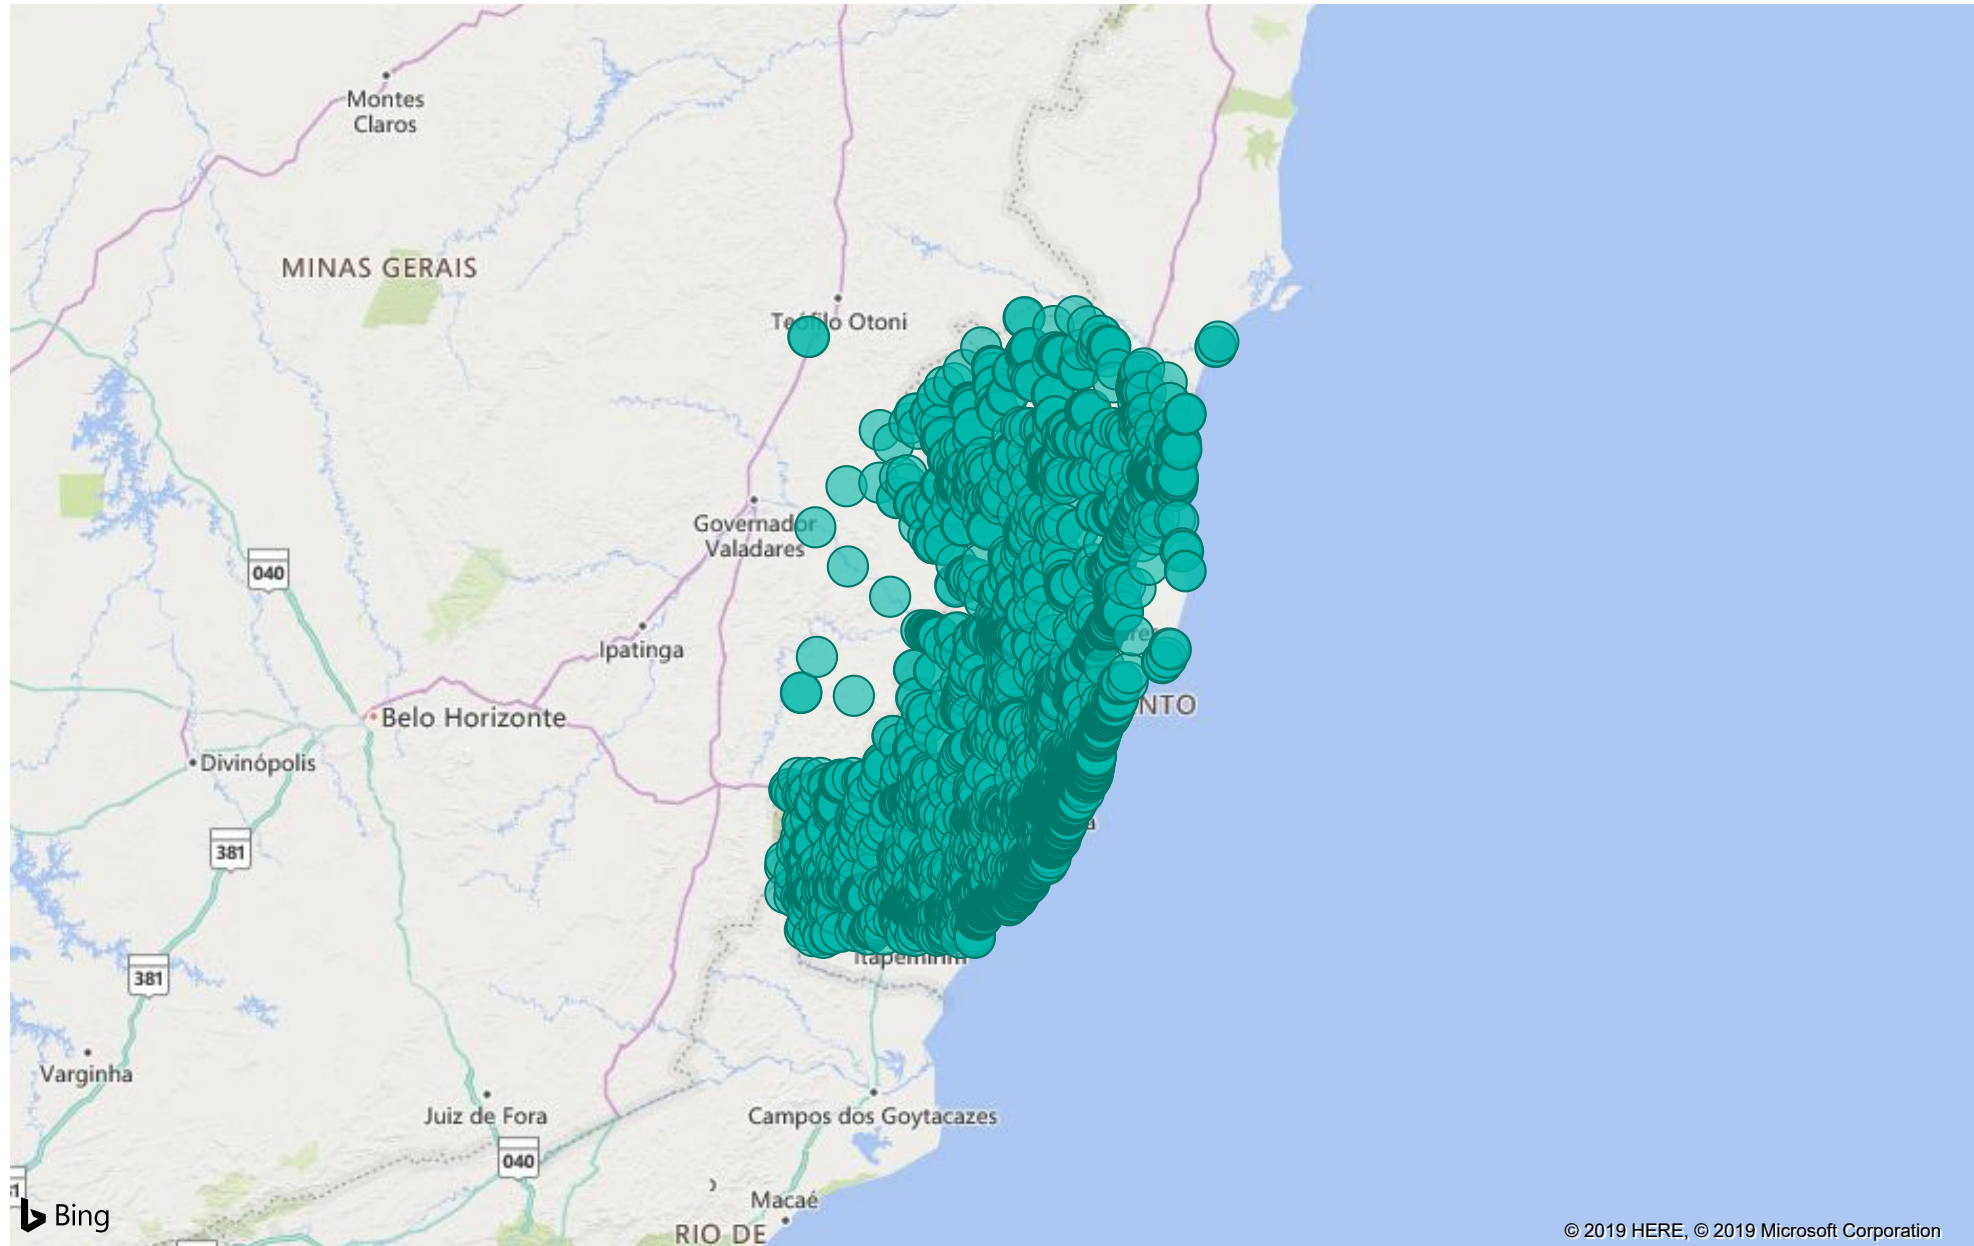 Montes
Claros
MINAS GERAIS
Teófilo Otoni
Governador
Valadares
040
Ipatinga
Belo Horizonte
NTO
Divinópolis
381
Itapemirim
381
Varginha
Juiz de Fora
Campos dos Goytacazes
040
Macaé
Bing
RIO DE
© 2019 HERE, © 2019 Microsoft Corporation